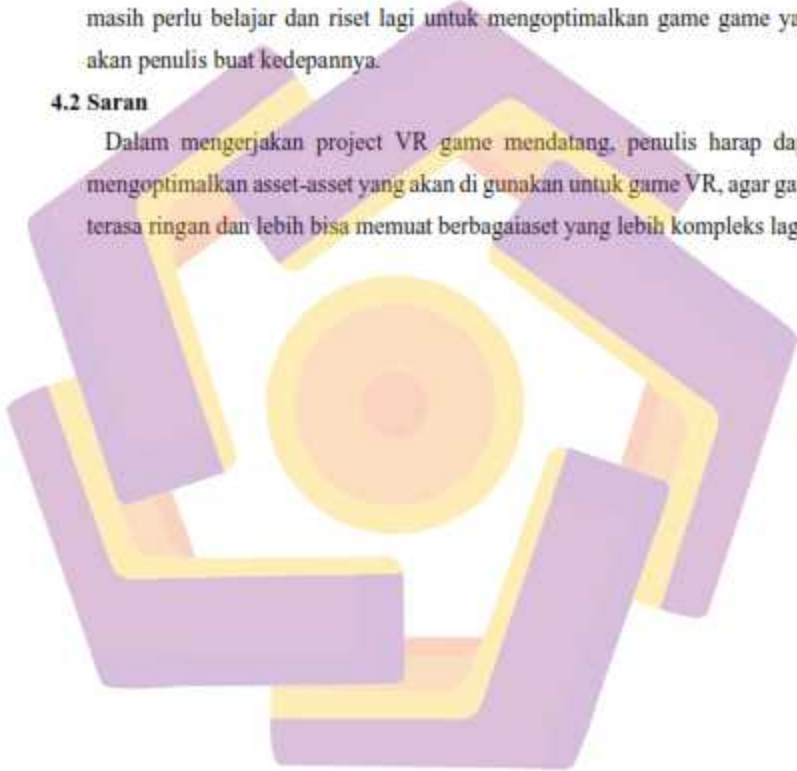 masih perlu belajar dan riset lagi untuk mengoptimalkan game game ya
akan penulis buat kedepannya.
4.2 Saran
Dalam mengerjakan project VR game mendatang, penulis harap dap
mengoptimalkan asset-asset yang akan di gunakan untuk game VR, agar ga
terasa ringan dan lebih bisa memuat berbagaiaset yang lebih kompleks lag